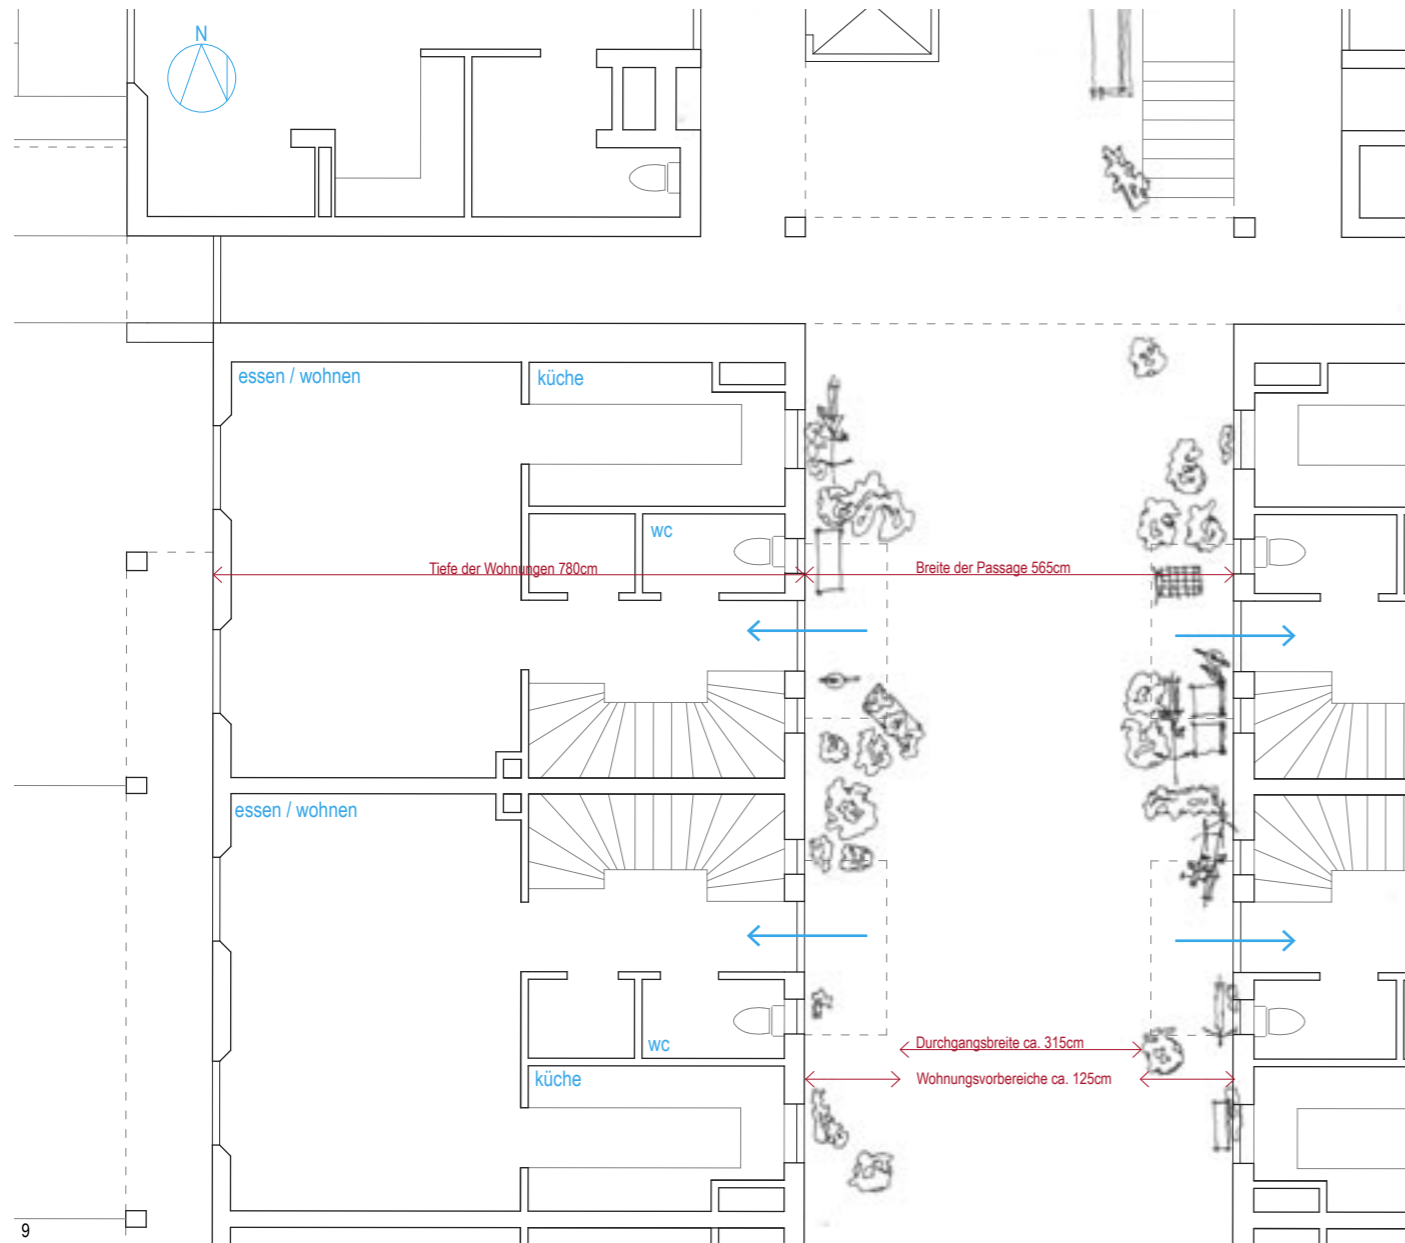 N
essen / wohnen
küche
wc
Tiefe der Wohnungen 780cm
Breite der Passage 565cm
essen / wohnen
wc
Durchgangsbreite ca. 315cm
küche
Wohnungsvorbereiche ca. 125cm
9